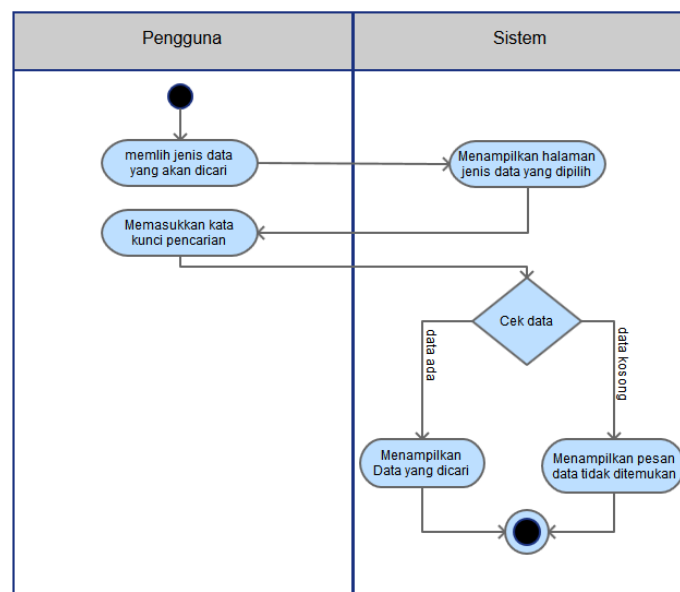 Pengguna
Sistem
memlih jenis data
yang akan dicari
Menampilkan halaman
jenis data yang dipilih
Memasukkan kata
kunci pencarian
Cek data
data ada
data kosong
Menampilkan
Data yang dicari
Menampilkan pesan
data tidak ditemukan